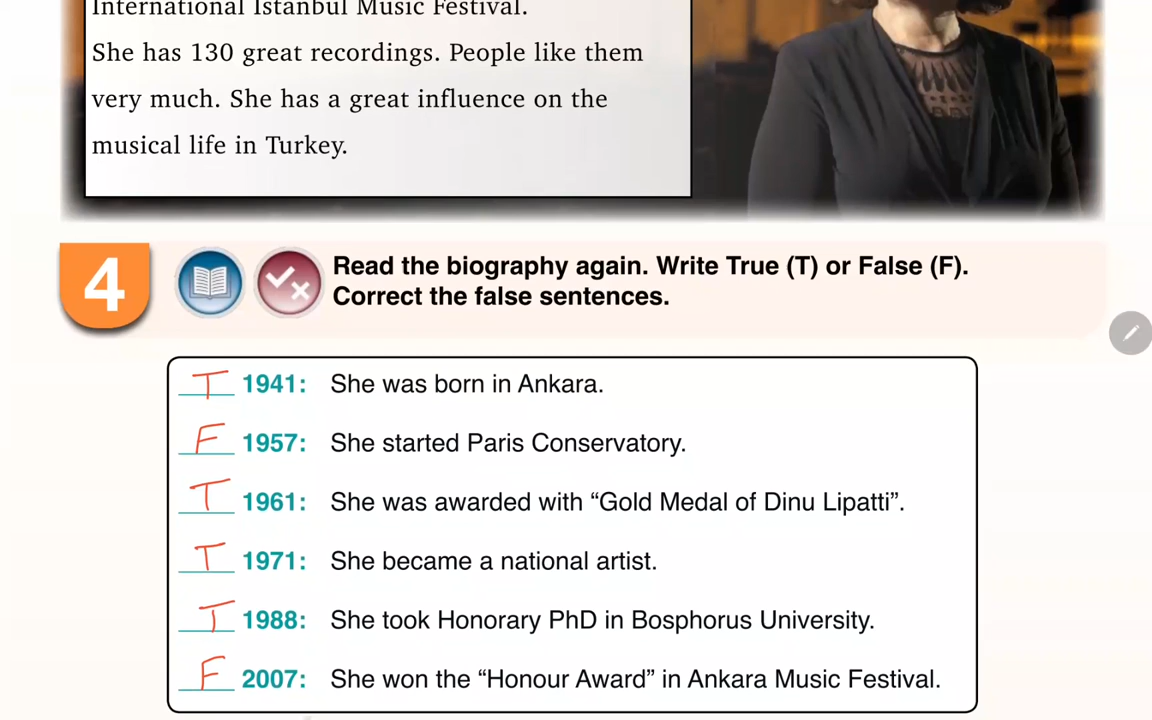 International Istanbul Music Festival.
She has 130 great recordings. People like them
very much. She has a great influence on the
musical life in Turkey.
4
Read the biography again. Write True (T) or False (F).
Correct the false sentences.
T 1941: She was born in Ankara.
F 1957: She started Paris Conservatory.
T 1961: She was awarded with “Gold Medal of Dinu Lipatti”.
T 1971: She became a national artist.
T 1988: She took Honorary PhD in Bosphorus University.
F 2007: She won the “Honour Award” in Ankara Music Festival.